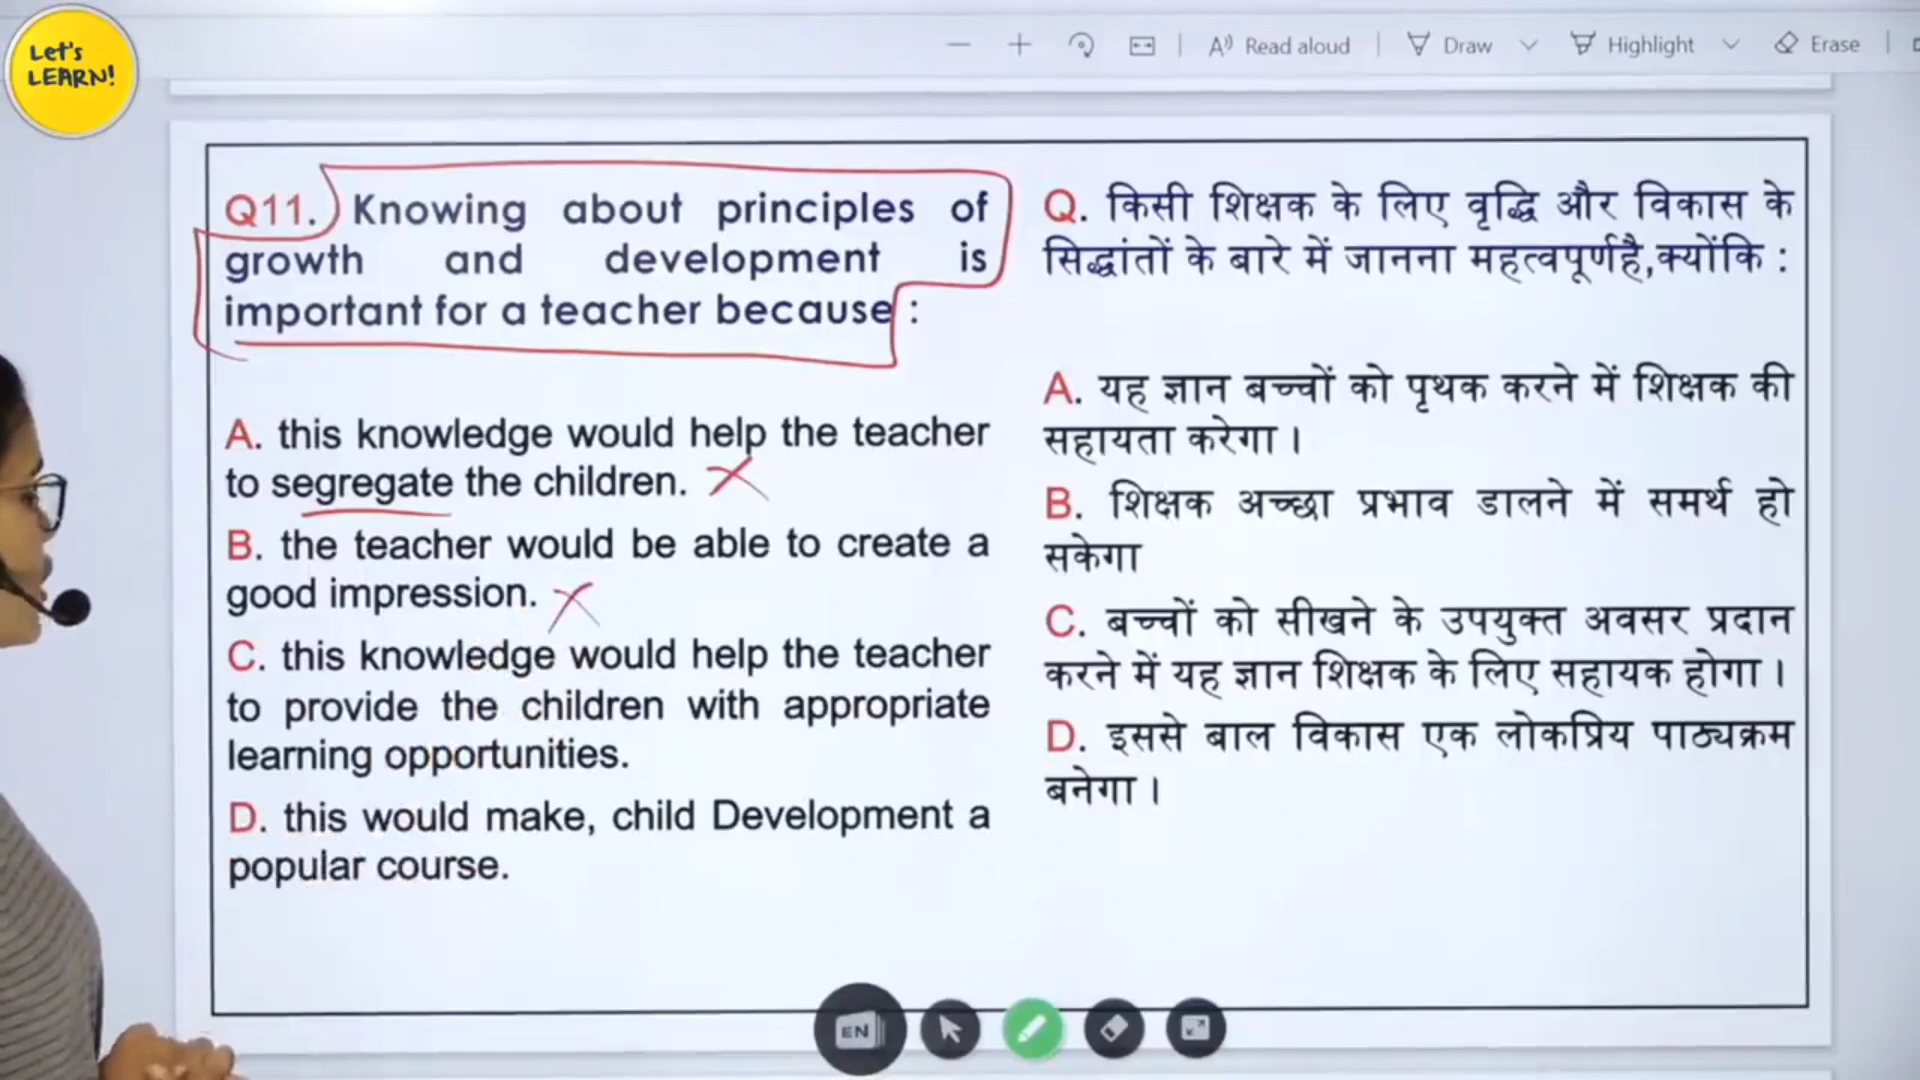 Let's
LEARN!
Read aloud
Draw
Highlight
Erase
Q11. Knowing about principles of
growth and development is
important for a teacher because :
A. this knowledge would help the teacher
to segregate the children.
B. the teacher would be able to create a
good impression.
C. this knowledge would help the teacher
to provide the children with appropriate
learning opportunities.
D. this would make, child Development a
popular course.
Q. किसी शिक्षक के लिए वृद्धि और विकास के
सिद्धांतों के बारे में जानना महत्वपूर्णहै,क्योंकि :
A. यह ज्ञान बच्चों को पृथक करने में शिक्षक की
सहायता करेगा ।
B. शिक्षक अच्छा प्रभाव डालने में समर्थ हो
सकेगा
C. बच्चों को सीखने के उपयुक्त अवसर प्रदान
करने में यह ज्ञान शिक्षक के लिए सहायक होगा ।
D. इससे बाल विकास एक लोकप्रिय पाठ्यक्रम
बनेगा ।
EN